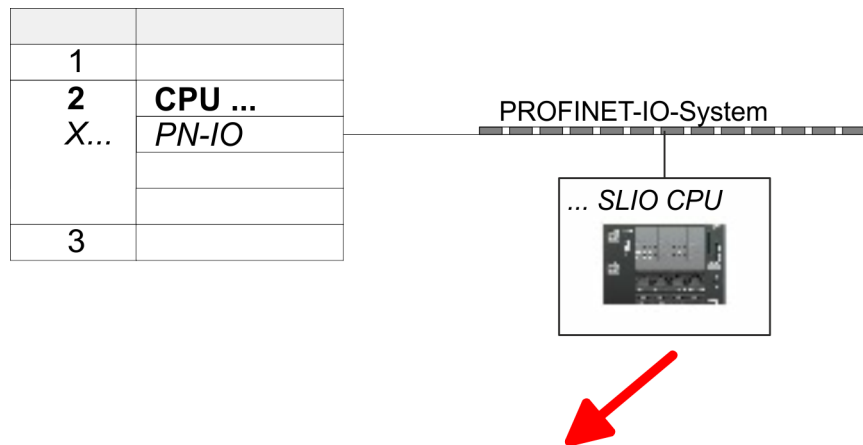 1
2 CPU ...
X... PN-IO
3
PROFINET-IO-System
... SLIO CPU